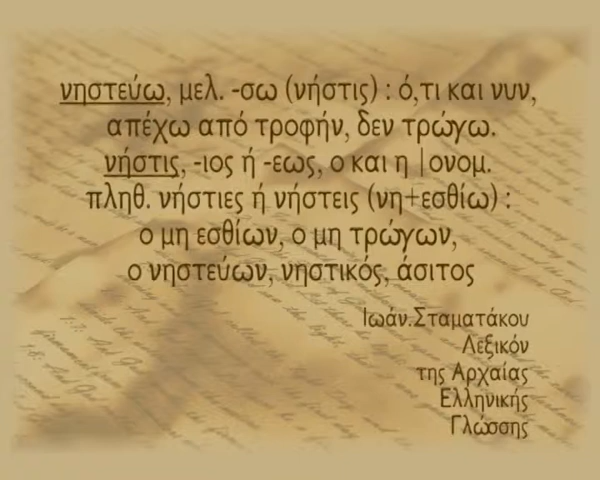 νηστεύω, μελ. -σω (νήστις) : ό,τι και νυν,
απέχω από τροφήν, δεν τρώγω.
νήστις, -ιος ή -εως, ο και η |ονομ.
πληθ. νήστιες ή νήστεις (νη+εσθίω) :
ο μη εσθίων, ο μη τρώγων,
ο νηστεύων, νηστικός, άσιτος
Ιωάν.Σταματάκου
Λεξικόν
της Αρχαίας
Ελληνικής
Γλώσσης